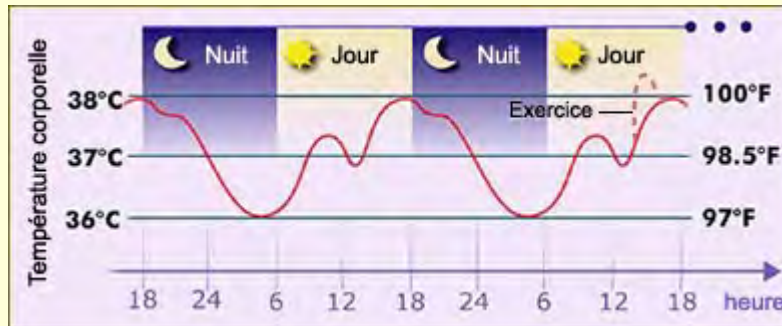 Nuit Jour Nuit Jour
Température corporelle
38°C 100°F
Exercice
37°C 98.5°F
36°C 97°F
18 24 6 12 18 24 6 12 18 heure